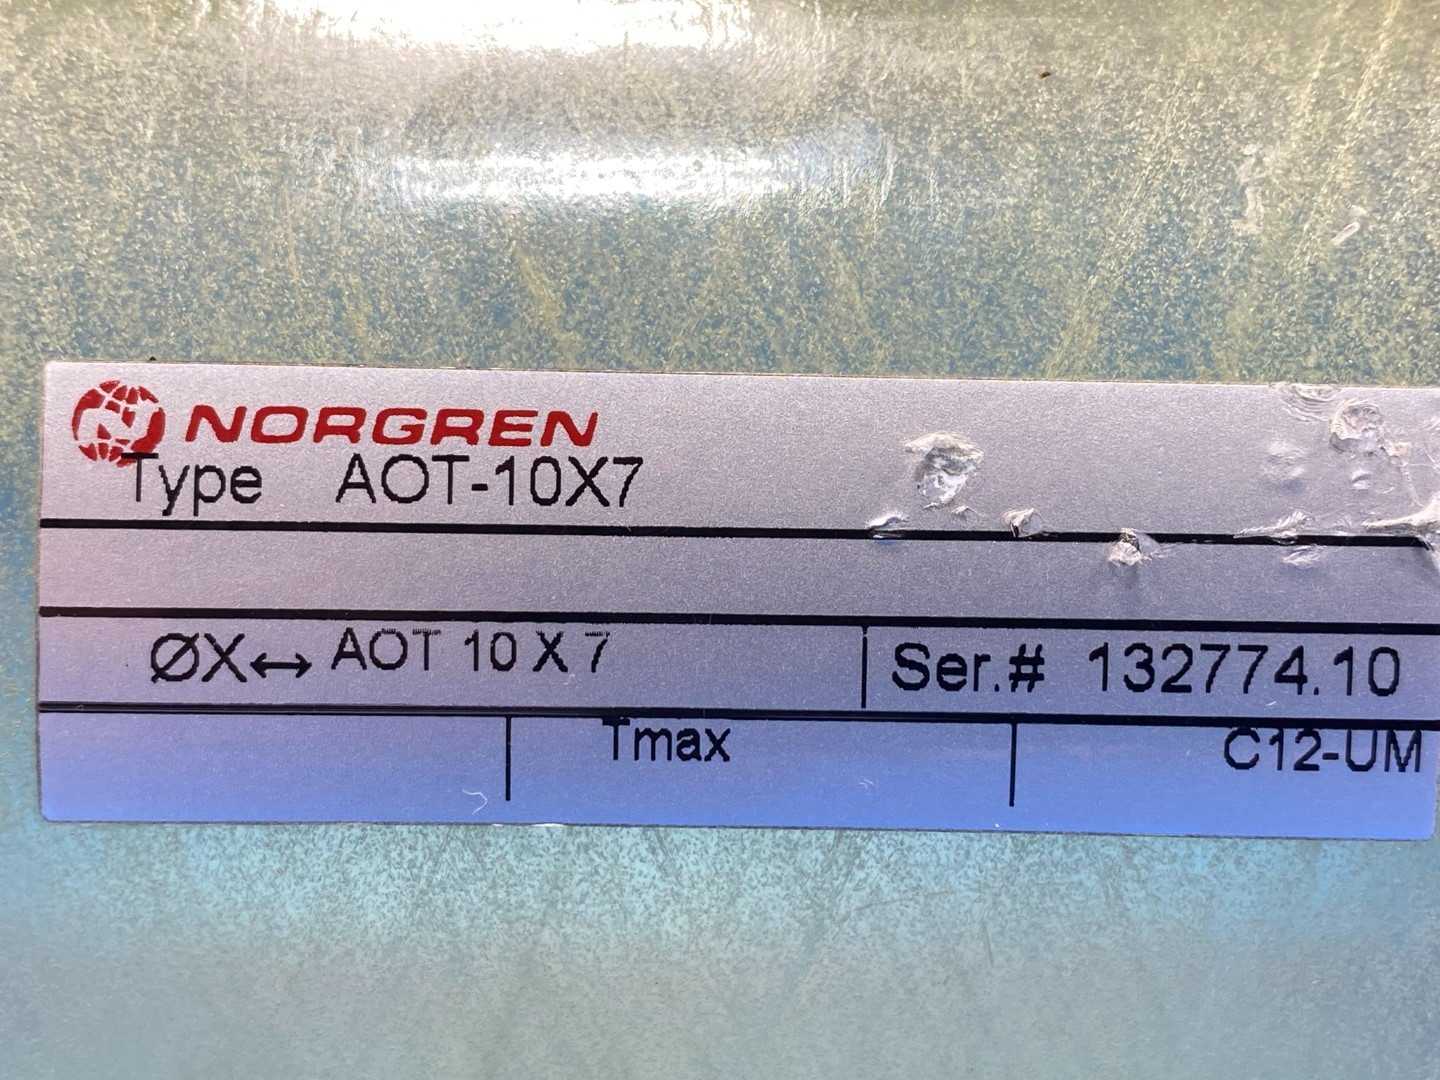 NORGREN
Type AOT-10X7
ØX↔ AOT 10 X 7 Ser.# 132774.10
Tmax C12-UM